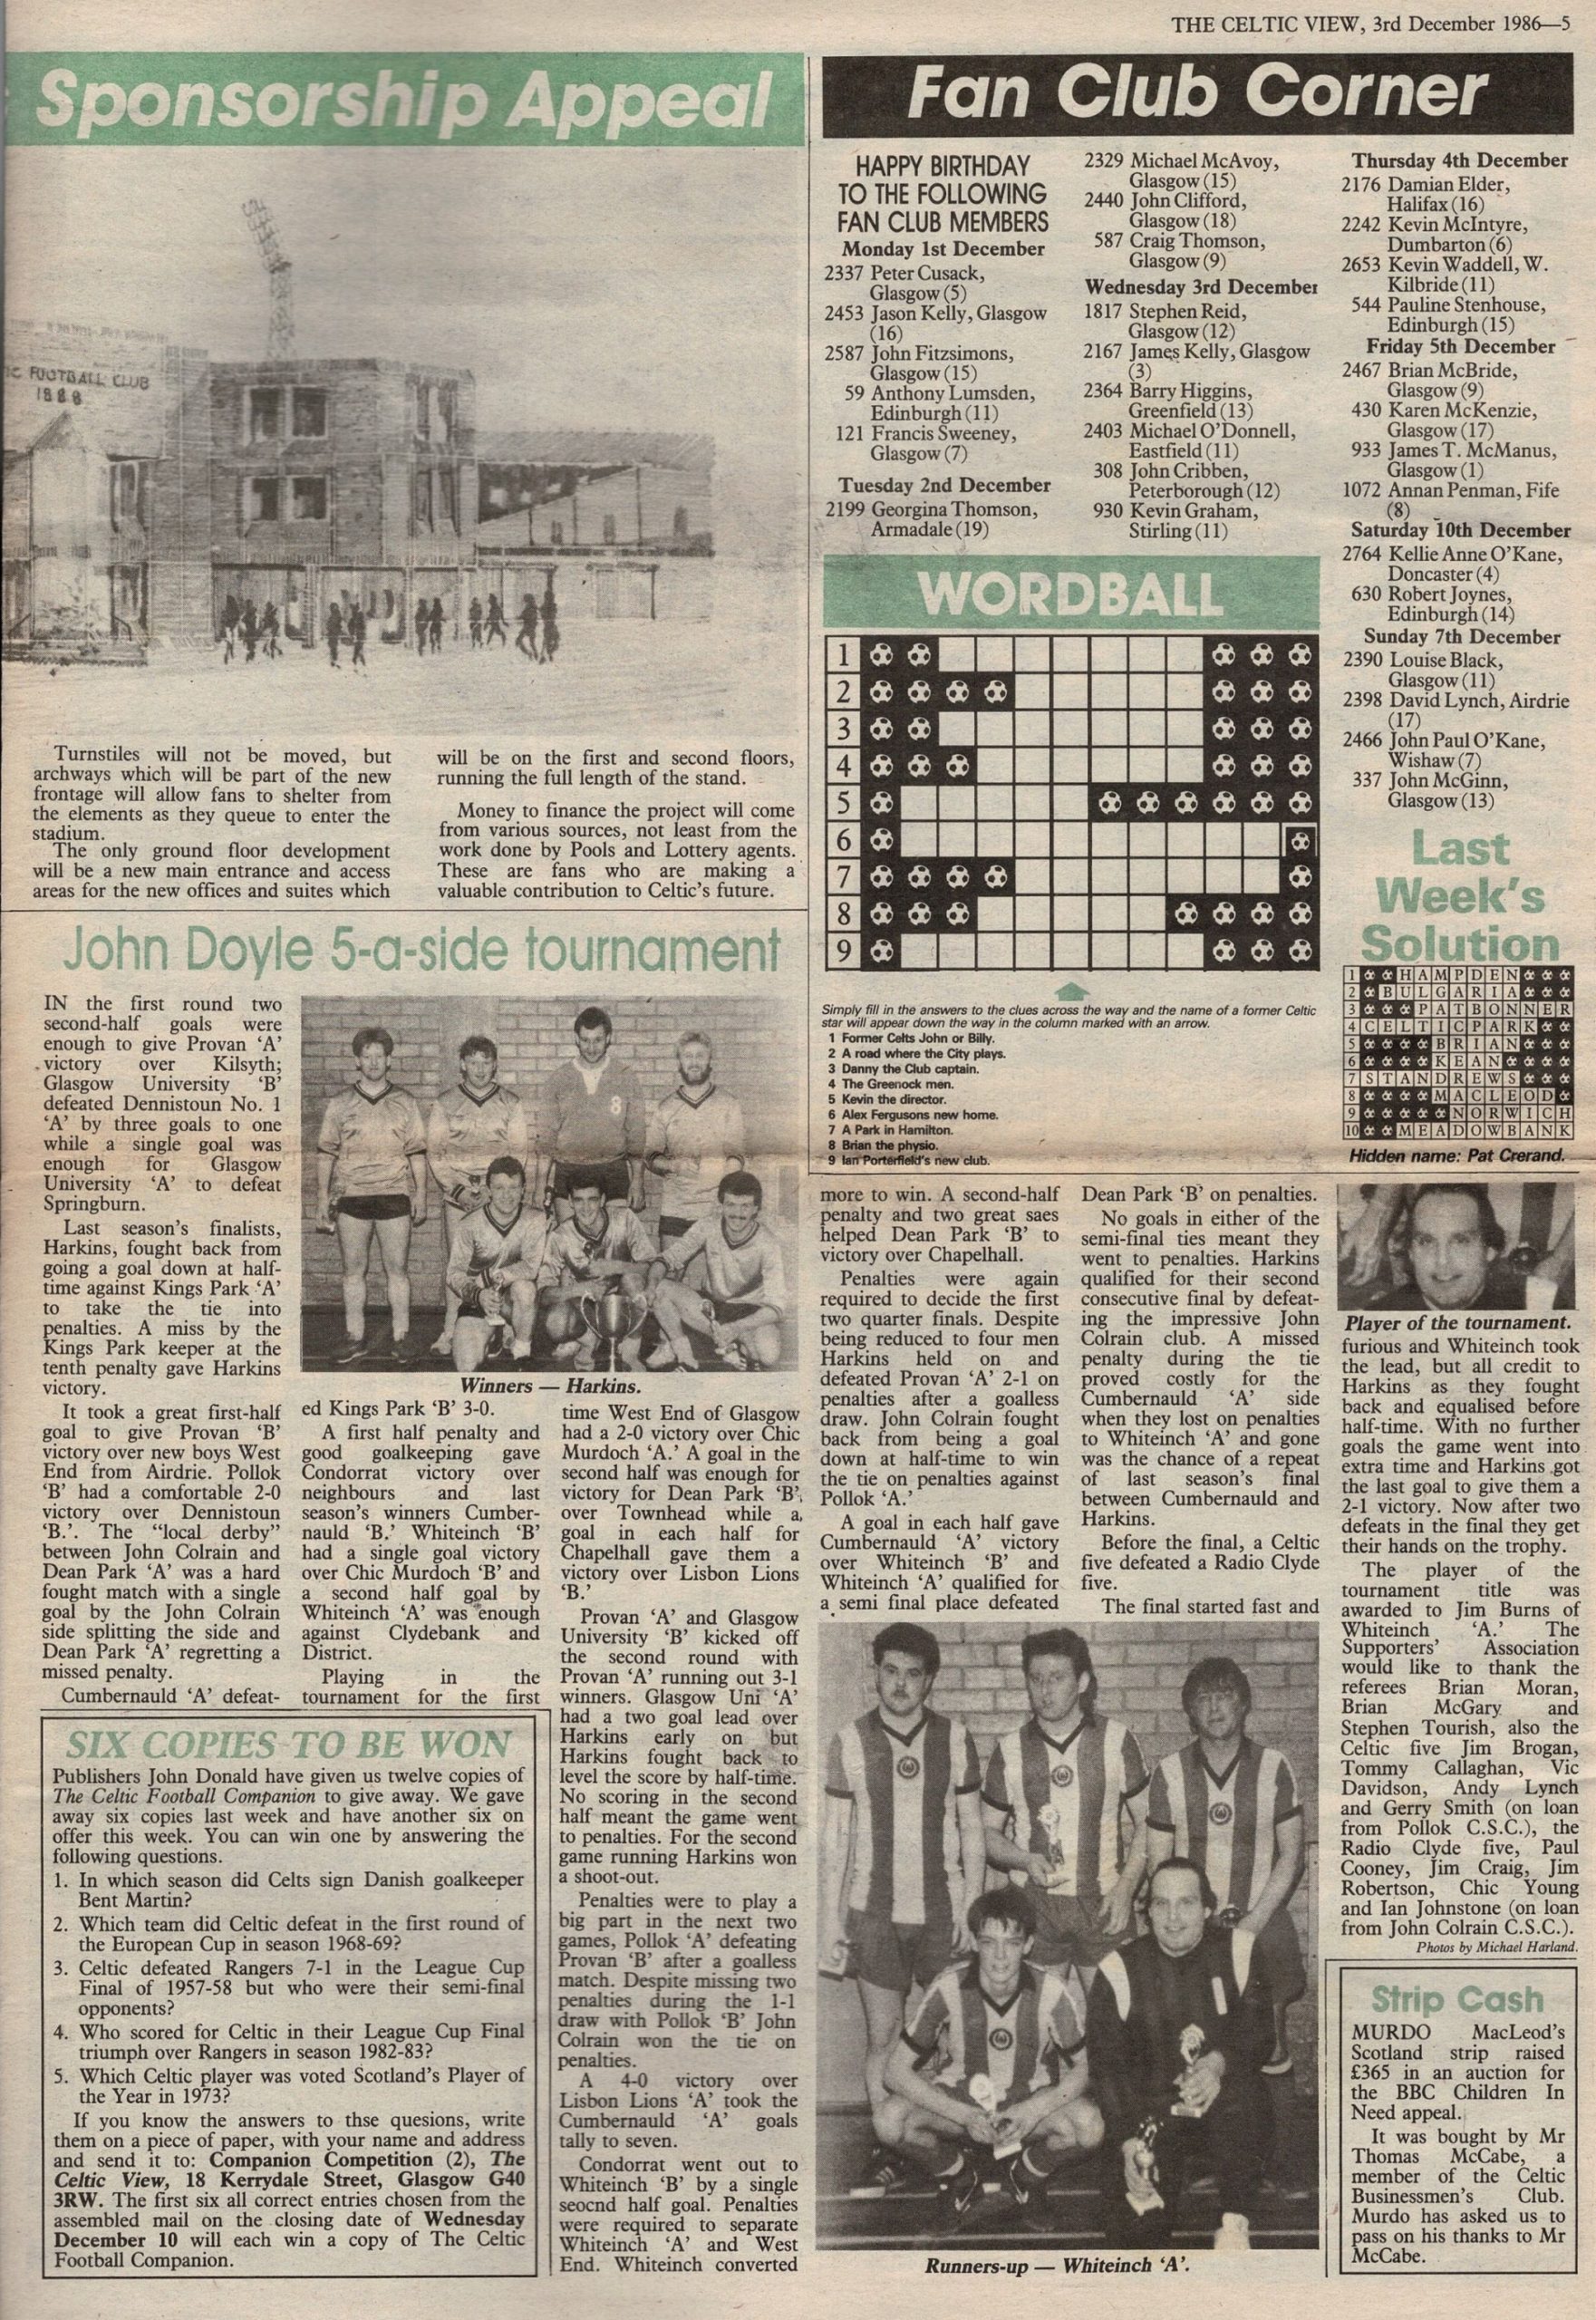 THE CELTIC VIEW, 3rd December 1986—5
Sponsorship Appeal
FOOTBALL CLUB
1888
Turnstiles will not be moved, but
archways which will be part of the new
frontage will allow fans to shelter from
the elements as they queue to enter the
stadium.
The only ground floor development
will be a new main entrance and access
areas for the new offices and suites which
will be on the first and second floors,
running the full length of the stand.
Money to finance the project will come
from various sources, not least from the
work done by Pools and Lottery agents.
These are fans who are making a
valuable contribution to Celtic's future.
Fan Club Corner
HAPPY BIRTHDAY
TO THE FOLLOWING
FAN CLUB MEMBERS
Monday 1st December
2337 Peter Cusack,
Glasgow (5)
2453 Jason Kelly, Glasgow
(16)
2587 John Fitzsimons,
Glasgow (15)
59 Anthony Lumsden,
Edinburgh (11)
121 Francis Sweeney,
Glasgow (7)
Tuesday 2nd December
2199 Georgina Thomson,
Armadale (19)
2329 Michael McAvoy,
Glasgow (15)
2440 John Clifford,
Glasgow (18)
587 Craig Thomson,
Glasgow (9)
Wednesday 3rd December
1817 Stephen Reid,
Glasgow (12)
2167 James Kelly, Glasgow
(3)
2364 Barry Higgins,
Greenfield (13)
2403 Michael O'Donnell,
Eastfield (11)
308 John Cribben,
Peterborough (12)
930 Kevin Graham,
Stirling (11)
Thursday 4th December
2176 Damian Elder,
Halifax (16)
2242 Kevin McIntyre,
Dumbarton (6)
2653 Kevin Waddell, W.
Kilbride (11)
544 Pauline Stenhouse,
Edinburgh (15)
Friday 5th December
2467 Brian McBride,
Glasgow (9)
430 Karen McKenzie,
Glasgow (17)
933 James T. McManus,
Glasgow (1)
1072 Annan Penman, Fife
(8)
Saturday 10th December
2764 Kellie Anne O'Kane,
Doncaster (4)
630 Robert Joynes,
Edinburgh (14)
Sunday 7th December
2390 Louise Black,
Glasgow (11)
2398 David Lynch, Airdrie
(17)
2466 John Paul O'Kane,
Wishaw (7)
337 John McGinn,
Glasgow (13)
WORDBALL
1
2
3
4
5
6
7
8
9
Simply fill in the answers to the clues across the way and the name of a former Celtic
star will appear down the way in the column marked with an arrow.
1 Former Celts John or Billy.
2 A road where the City plays.
3 Danny the Club captain.
4 The Greenock men.
5 Kevin the director.
6 Alex Fergusons new home.
7 A Park in Hamilton.
8 Brian the physio.
9 Ian Porterfield's new club.
Last
Week's
Solution
1 HAMPDEN
2 BULGARIA
3 PATBONNER
4 CELTICPARK
5 BRIAN
6 KEAN
7 STANDREWS
8 MACLEOD
9 NORWICH
10 MEADOWBANK
Hidden name: Pat Crerand.
John Doyle 5-a-side tournament
IN the first round two
second-half goals were
enough to give Provan 'A'
victory over Kilsyth;
Glasgow University 'B'
defeated Dennistoun No. 1
'A' by three goals to one
while a single goal was
enough for Glasgow
University 'A' to defeat
Springburn.
Last season's finalists,
Harkins, fought back from
going a goal down at half-
time against Kings Park 'A'
to take the tie into
penalties. A miss by the
Kings Park keeper at the
tenth penalty gave Harkins
victory.
It took a great first-half
goal to give Provan 'B'
victory over new boys West
End from Airdrie. Pollok
'B' had a comfortable 2-0
victory over Dennistoun
'B.'. The "local derby"
between John Colrain and
Dean Park 'A' was a hard
fought match with a single
goal by the John Colrain
side splitting the side and
Dean Park 'A' regretting a
missed penalty.
Cumbernauld 'A' defeat-
8
Winners — Harkins.
ed Kings Park 'B' 3-0.
A first half penalty and
good goalkeeping gave
Condorrat victory over
neighbours and last
season's winners Cumber-
nauld 'B.' Whiteinch 'B'
had a single goal victory
over Chic Murdoch 'B' and
a second half goal by
Whiteinch 'A' was enough
against Clydebank and
District.
Playing in the
tournament for the first
time West End of Glasgow
had a 2-0 victory over Chic
Murdoch 'A.' A goal in the
second half was enough for
victory for Dean Park 'B'
over Townhead while a
goal in each half for
Chapelhall gave them a
victory over Lisbon Lions
'B.'
Provan 'A' and Glasgow
University 'B' kicked off
the second round with
Provan 'A' running out 3-1
winners. Glasgow Uni 'A'
had a two goal lead over
Harkins early on but
Harkins fought back to
level the score by half-time.
No scoring in the second
half meant the game went
to penalties. For the second
game running Harkins won
a shoot-out.
Penalties were to play a
big part in the next two
games, Pollok 'A' defeating
Provan 'B' after a goalless
match. Despite missing two
penalties during the 1-1
draw with Pollok 'B' John
Colrain won the tie on
penalties.
A 4-0 victory over
Lisbon Lions 'A' took the
Cumbernauld 'A' goals
tally to seven.
Condorrat went out to
Whiteinch 'B' by a single
seocnd half goal. Penalties
were required to separate
Whiteinch 'A' and West
End. Whiteinch converted
more to win. A second-half
penalty and two great saes
helped Dean Park 'B' to
victory over Chapelhall.
Penalties were again
required to decide the first
two quarter finals. Despite
being reduced to four men
Harkins held on and
defeated Provan 'A' 2-1 on
penalties after a goalless
draw. John Colrain fought
back from being a goal
down at half-time to win
the tie on penalties against
Pollok 'A.'
A goal in each half gave
Cumbernauld 'A' victory
over Whiteinch 'B' and
Whiteinch 'A' qualified for
a semi final place defeated
Dean Park 'B' on penalties.
No goals in either of the
semi-final ties meant they
went to penalties. Harkins
qualified for their second
consecutive final by defeat-
ing the impressive John
Colrain club. A missed
penalty during the tie
proved costly for the
Cumbernauld 'A' side
when they lost on penalties
to Whiteinch 'A' and gone
was the chance of a repeat
of last season's final
between Cumbernauld and
Harkins.
Before the final, a Celtic
five defeated a Radio Clyde
five.
The final started fast and
Player of the tournament.
furious and Whiteinch took
the lead, but all credit to
Harkins as they fought
back and equalised before
half-time. With no further
goals the game went into
extra time and Harkins got
the last goal to give them a
2-1 victory. Now after two
defeats in the final they get
their hands on the trophy.
The player of the
tournament title was
awarded to Jim Burns of
Whiteinch 'A.' The
Supporters' Association
would like to thank the
referees Brian Moran,
Brian McGary and
Stephen Tourish, also the
Celtic five Jim Brogan,
Tommy Callaghan, Vic
Davidson, Andy Lynch
and Gerry Smith (on loan
from Pollok C.S.C.), the
Radio Clyde five, Paul
Cooney, Jim Craig, Jim
Robertson, Chic Young
and Ian Johnstone (on loan
from John Colrain C.S.C.).
Photos by Michael Harland.
Runners-up — Whiteinch 'A'.
SIX COPIES TO BE WON
Publishers John Donald have given us twelve copies of
The Celtic Football Companion to give away. We gave
away six copies last week and have another six on
offer this week. You can win one by answering the
following questions.
1. In which season did Celts sign Danish goalkeeper
Bent Martin?
2. Which team did Celtic defeat in the first round of
the European Cup in season 1968-69?
3. Celtic defeated Rangers 7-1 in the League Cup
Final of 1957-58 but who were their semi-final
opponents?
4. Who scored for Celtic in their League Cup Final
triumph over Rangers in season 1982-83?
5. Which Celtic player was voted Scotland's Player of
the Year in 1973?
If you know the answers to thse quesions, write
them on a piece of paper, with your name and address
and send it to: Companion Competition (2), The
Celtic View, 18 Kerrydale Street, Glasgow G40
3RW. The first six all correct entries chosen from the
assembled mail on the closing date of Wednesday
December 10 will each win a copy of The Celtic
Football Companion.
Strip Cash
MURDO MacLeod's
Scotland strip raised
£365 in an auction for
the BBC Children In
Need appeal.
It was bought by Mr
Thomas McCabe, a
member of the Celtic
Businessmen's Club.
Murdo has asked us to
pass on his thanks to Mr
McCabe.